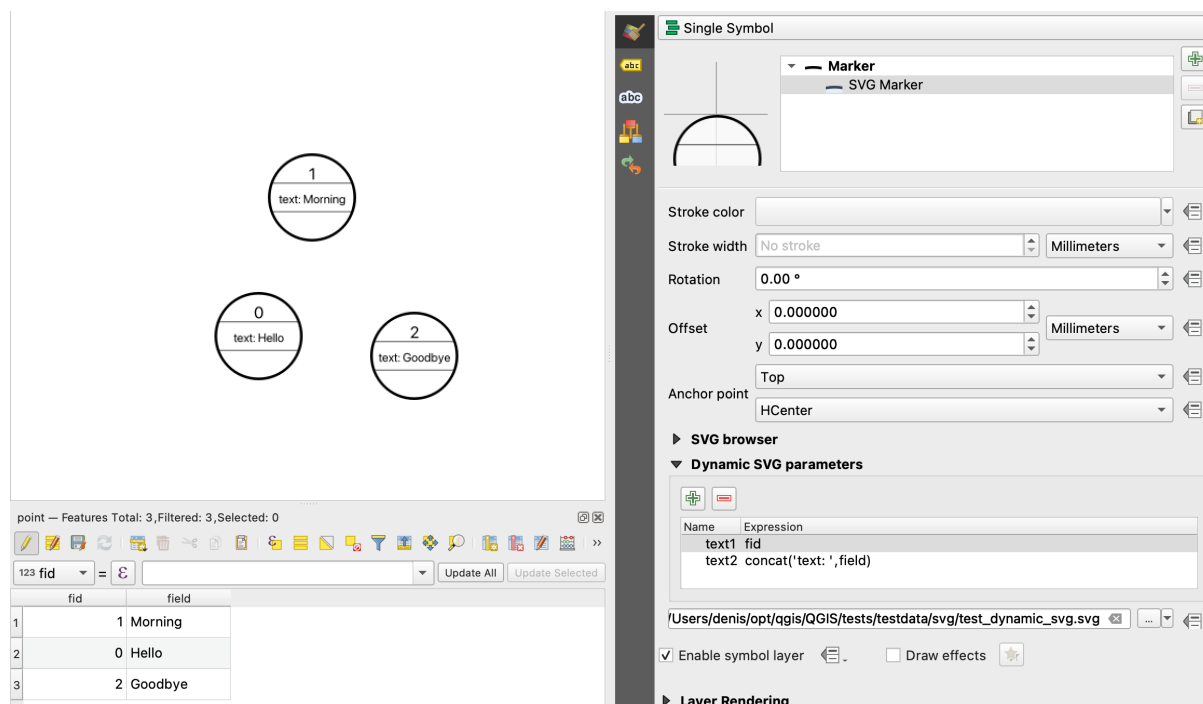 1
text: Morning
0
text: Hello
2
text: Goodbye
point — Features Total: 3,Filtered: 3,Selected: 0
123 fid = ε Update All Update Selected
fid field
1 1 Morning
2 0 Hello
3 2 Goodbye
abc
abc
Single Symbol
Marker
SVG Marker
Stroke color
Stroke width No stroke Millimeters
Rotation 0.00 °
Offset x 0.000000 Millimeters
y 0.000000
Anchor point Top
HCenter
SVG browser
Dynamic SVG parameters
Name Expression
text1 fid
text2 concat('text: ',field)
/Users/denis/opt/qgis/QGIS/tests/testdata/svg/test_dynamic_svg.svg ...
Enable symbol layer Draw effects
Layer Rendering